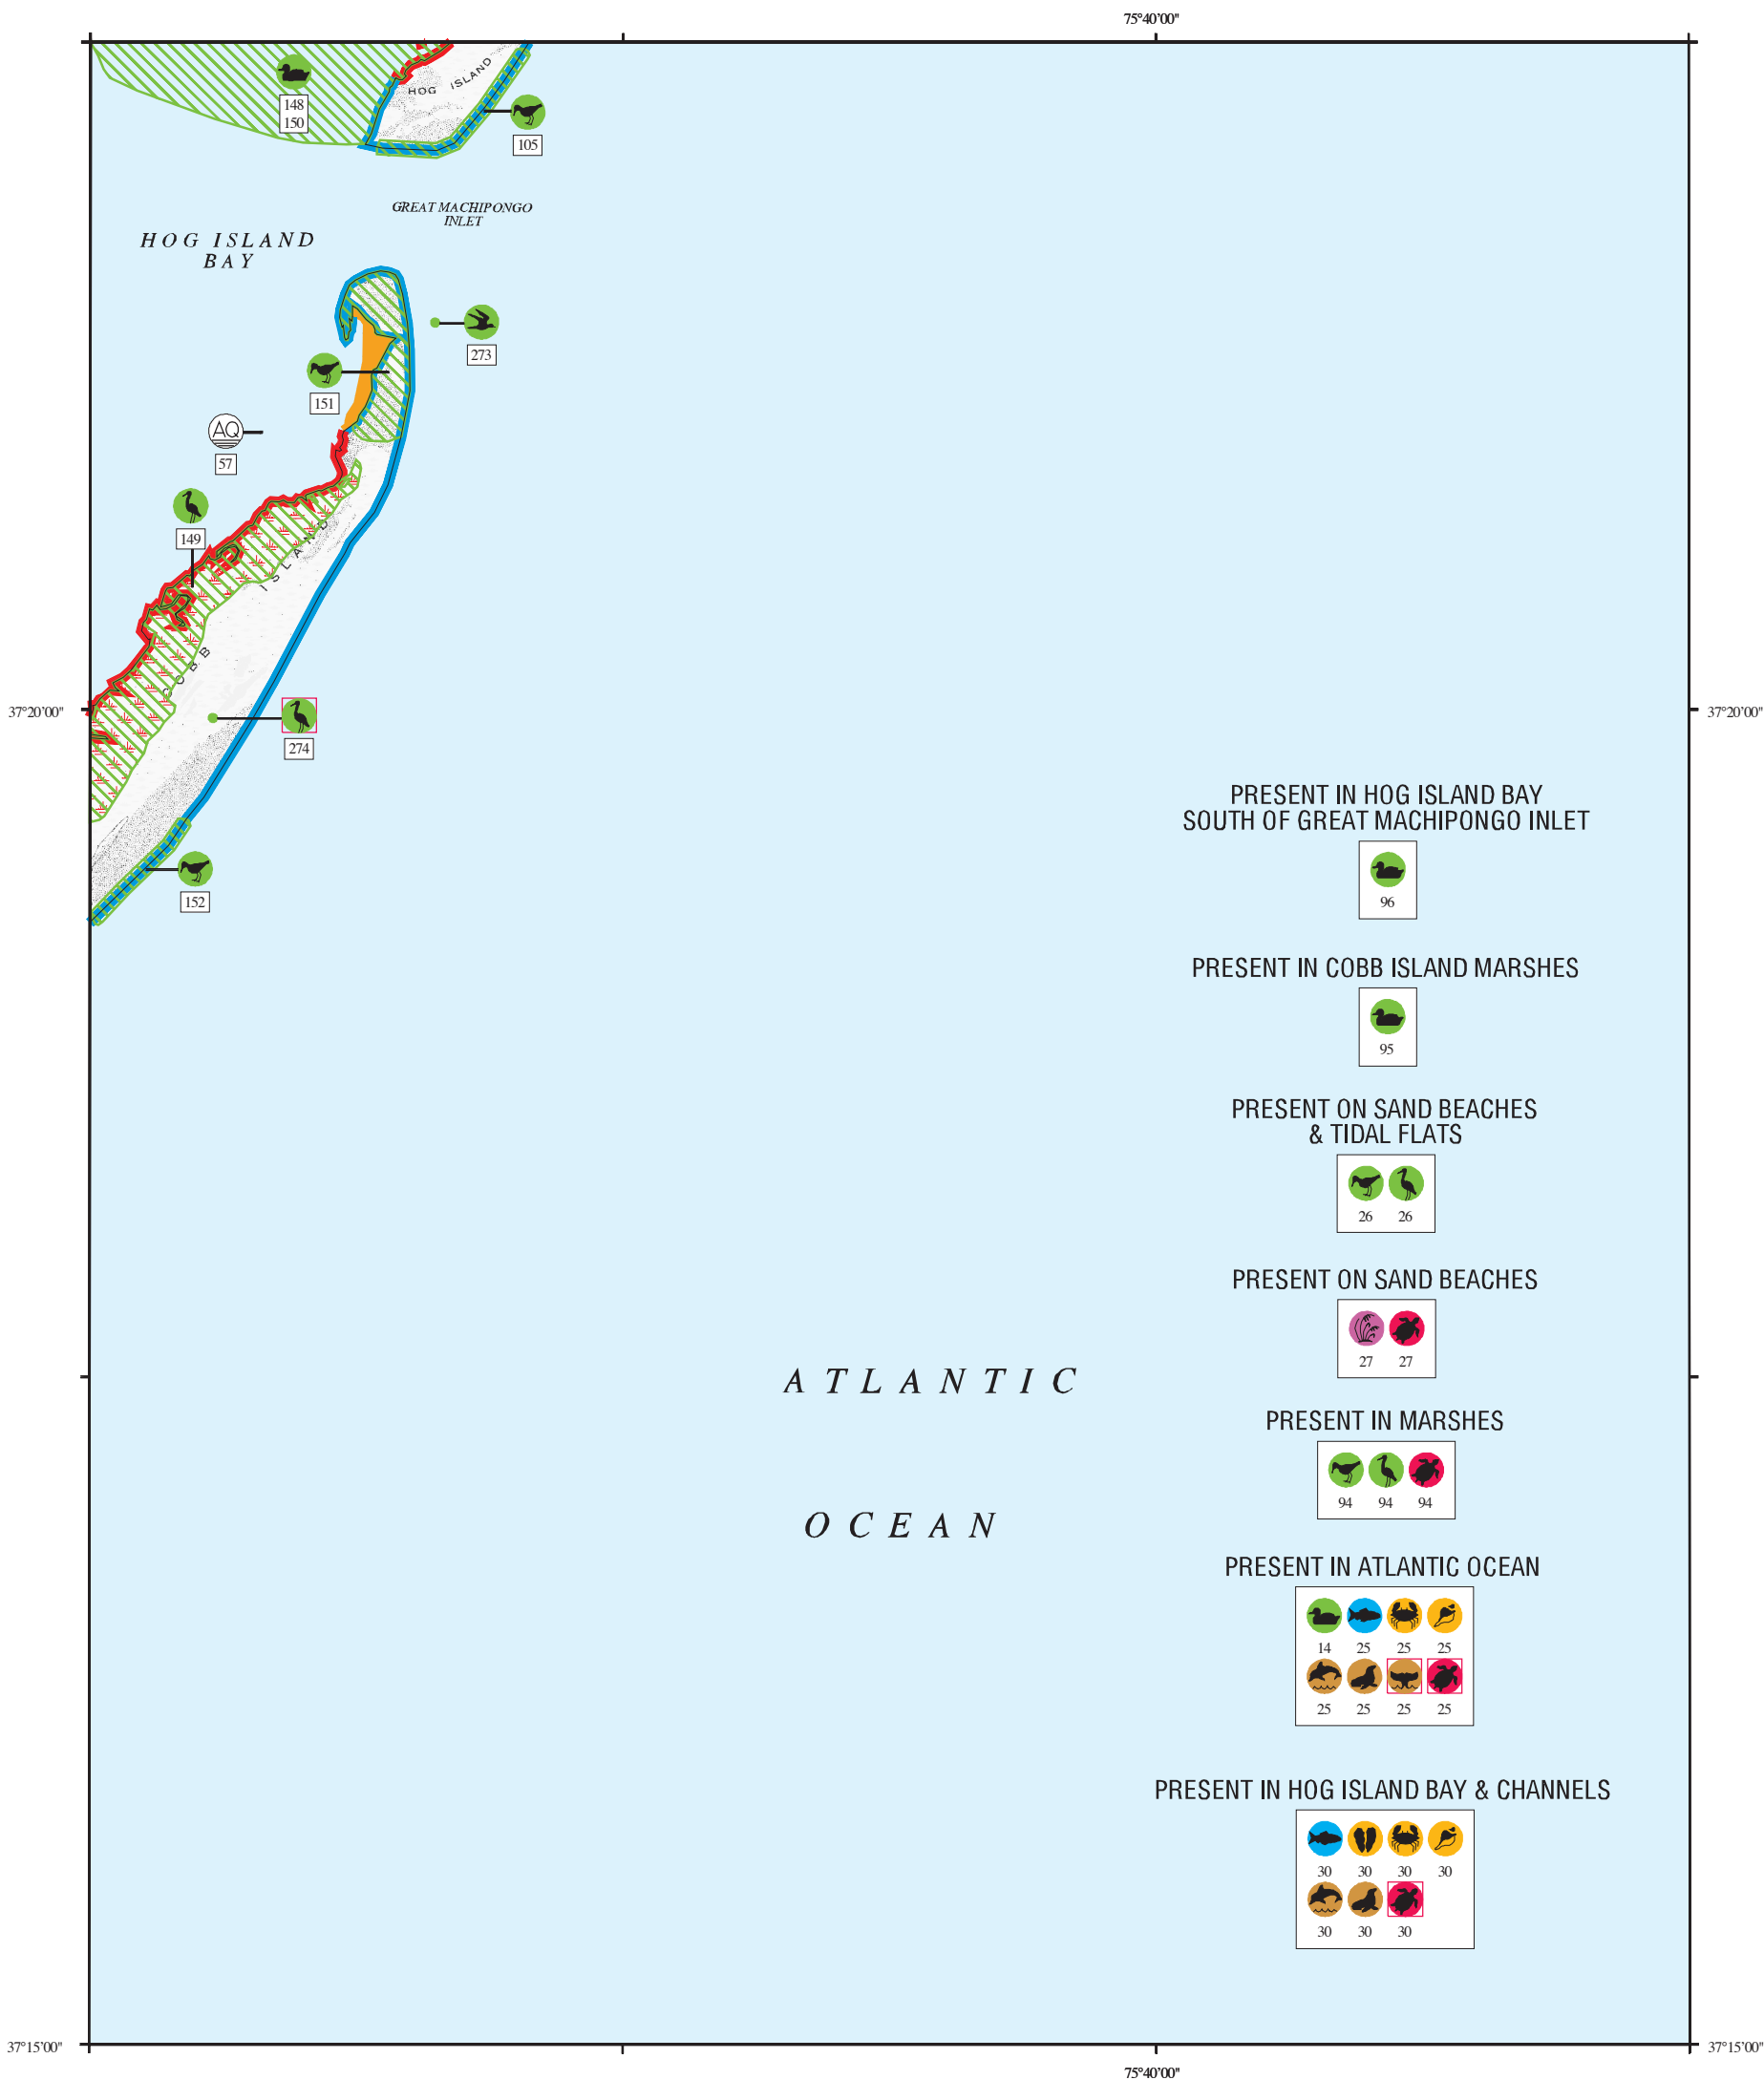 75°40'00"
HOG ISLAND
148
150
105
GREAT MACHIPONGO
INLET
HOG ISLAND
BAY
273
151
AQ
57
149
COBB ISLAND
37°20'00"
37°20'00"
274
152
PRESENT IN HOG ISLAND BAY
SOUTH OF GREAT MACHIPONGO INLET
96
PRESENT IN COBB ISLAND MARSHES
95
PRESENT ON SAND BEACHES
& TIDAL FLATS
26 26
PRESENT ON SAND BEACHES
27 27
ATLANTIC
OCEAN
PRESENT IN MARSHES
94 94 94
PRESENT IN ATLANTIC OCEAN
14 25 25 25
25 25 25 25
PRESENT IN HOG ISLAND BAY & CHANNELS
30 30 30 30
30 30 30
37°15'00"
37°15'00"
75°40'00"